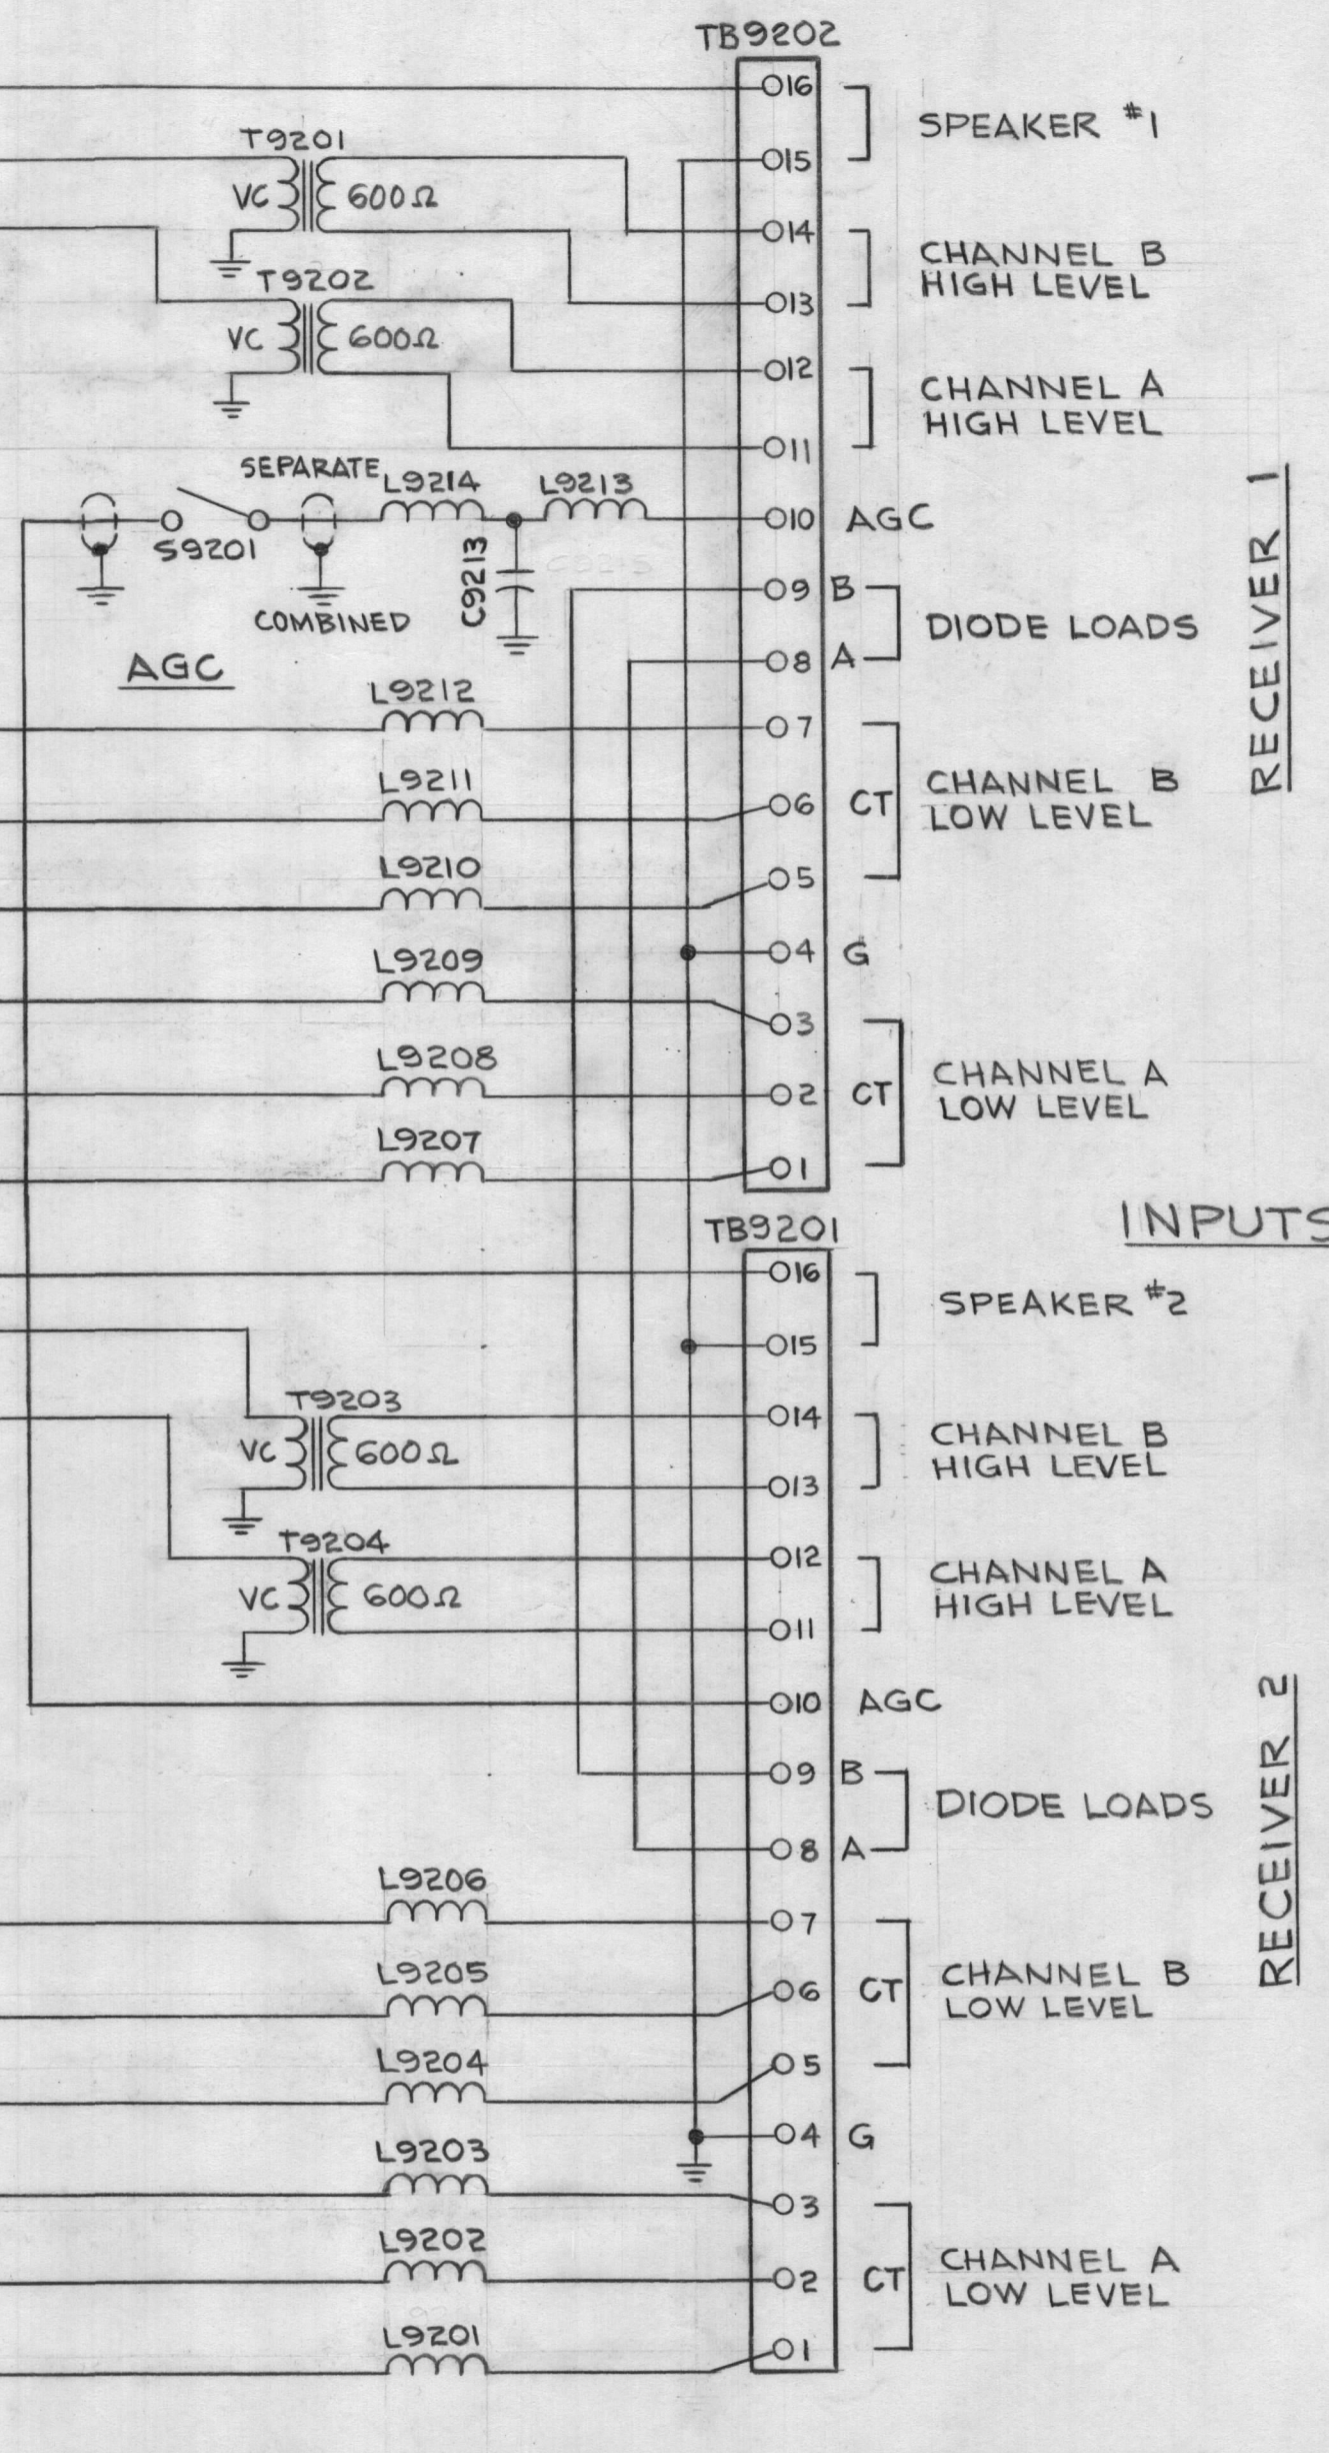 TB9202
16
SPEAKER #1
T9201
15
VC
600Ω
14
CHANNEL B
HIGH LEVEL
T9202
13
VC
600Ω
12
CHANNEL A
HIGH LEVEL
11
SEPARATE
L9214
L9213
10
AGC
S9201
C9213
COMBINED
9
B
DIODE LOADS
8
A
RECEIVER 1
AGC
L9212
7
L9211
6
CT
CHANNEL B
LOW LEVEL
L9210
5
L9209
4
G
3
L9208
2
CT
CHANNEL A
LOW LEVEL
L9207
1
TB9201
INPUTS
16
SPEAKER #2
15
T9203
14
VC
600Ω
CHANNEL B
HIGH LEVEL
13
T9204
12
VC
600Ω
CHANNEL A
HIGH LEVEL
11
10
AGC
9
B
DIODE LOADS
8
A
RECEIVER 2
L9206
7
L9205
6
CT
CHANNEL B
LOW LEVEL
L9204
5
L9203
4
G
3
L9202
2
CT
CHANNEL A
LOW LEVEL
L9201
1